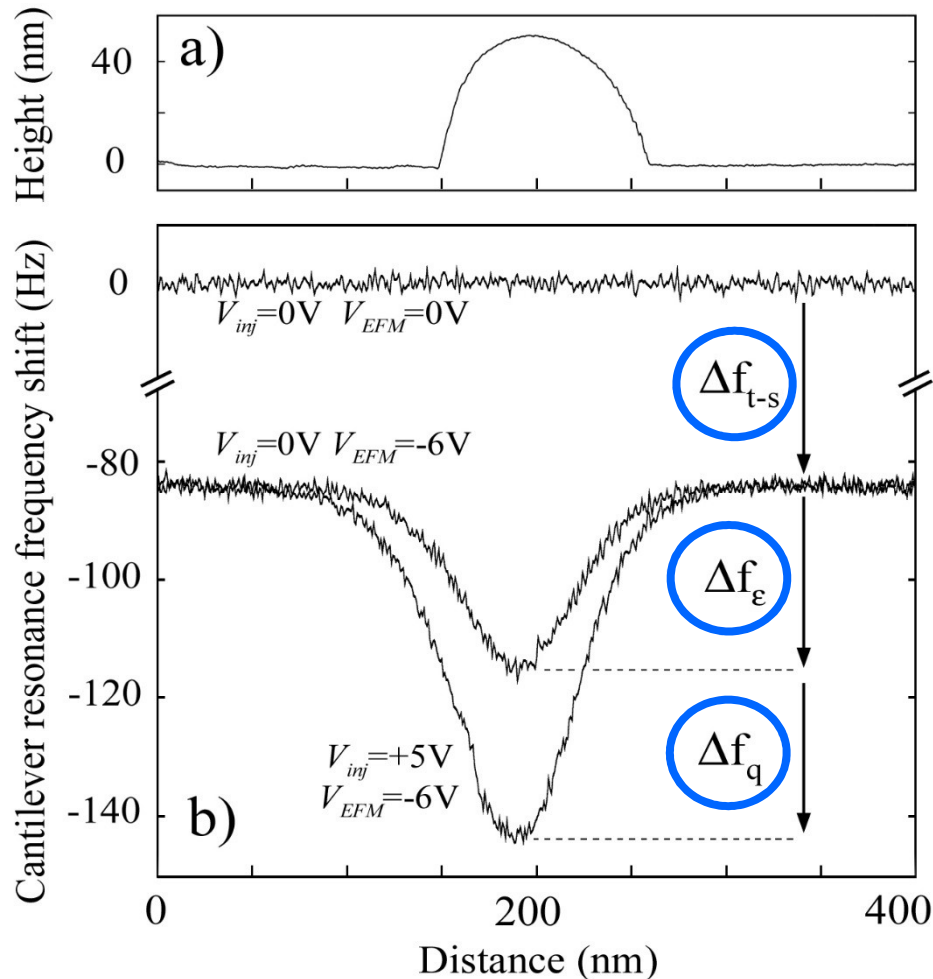 Height (nm)
40
0
a)
Cantilever resonance frequency shift (Hz)
0
V_inj=0V V_EFM=0V
Δf_t-s
V_inj=0V V_EFM=-6V
-80
-100
Δf_ε
-120
V_inj=+5V
V_EFM=-6V
Δf_q
-140
b)
0
200
400
Distance (nm)